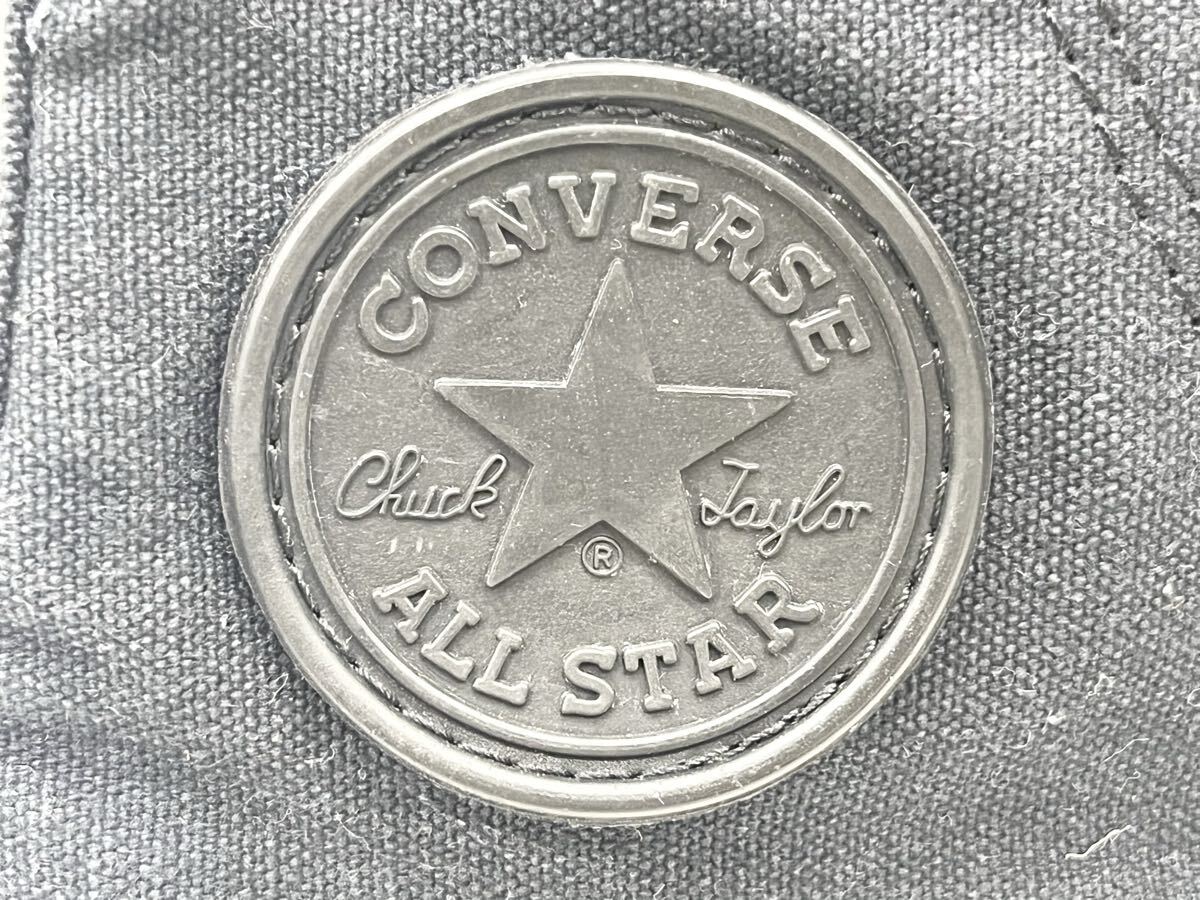 CONVERSE
Chuck Taylor
®
ALL STAR